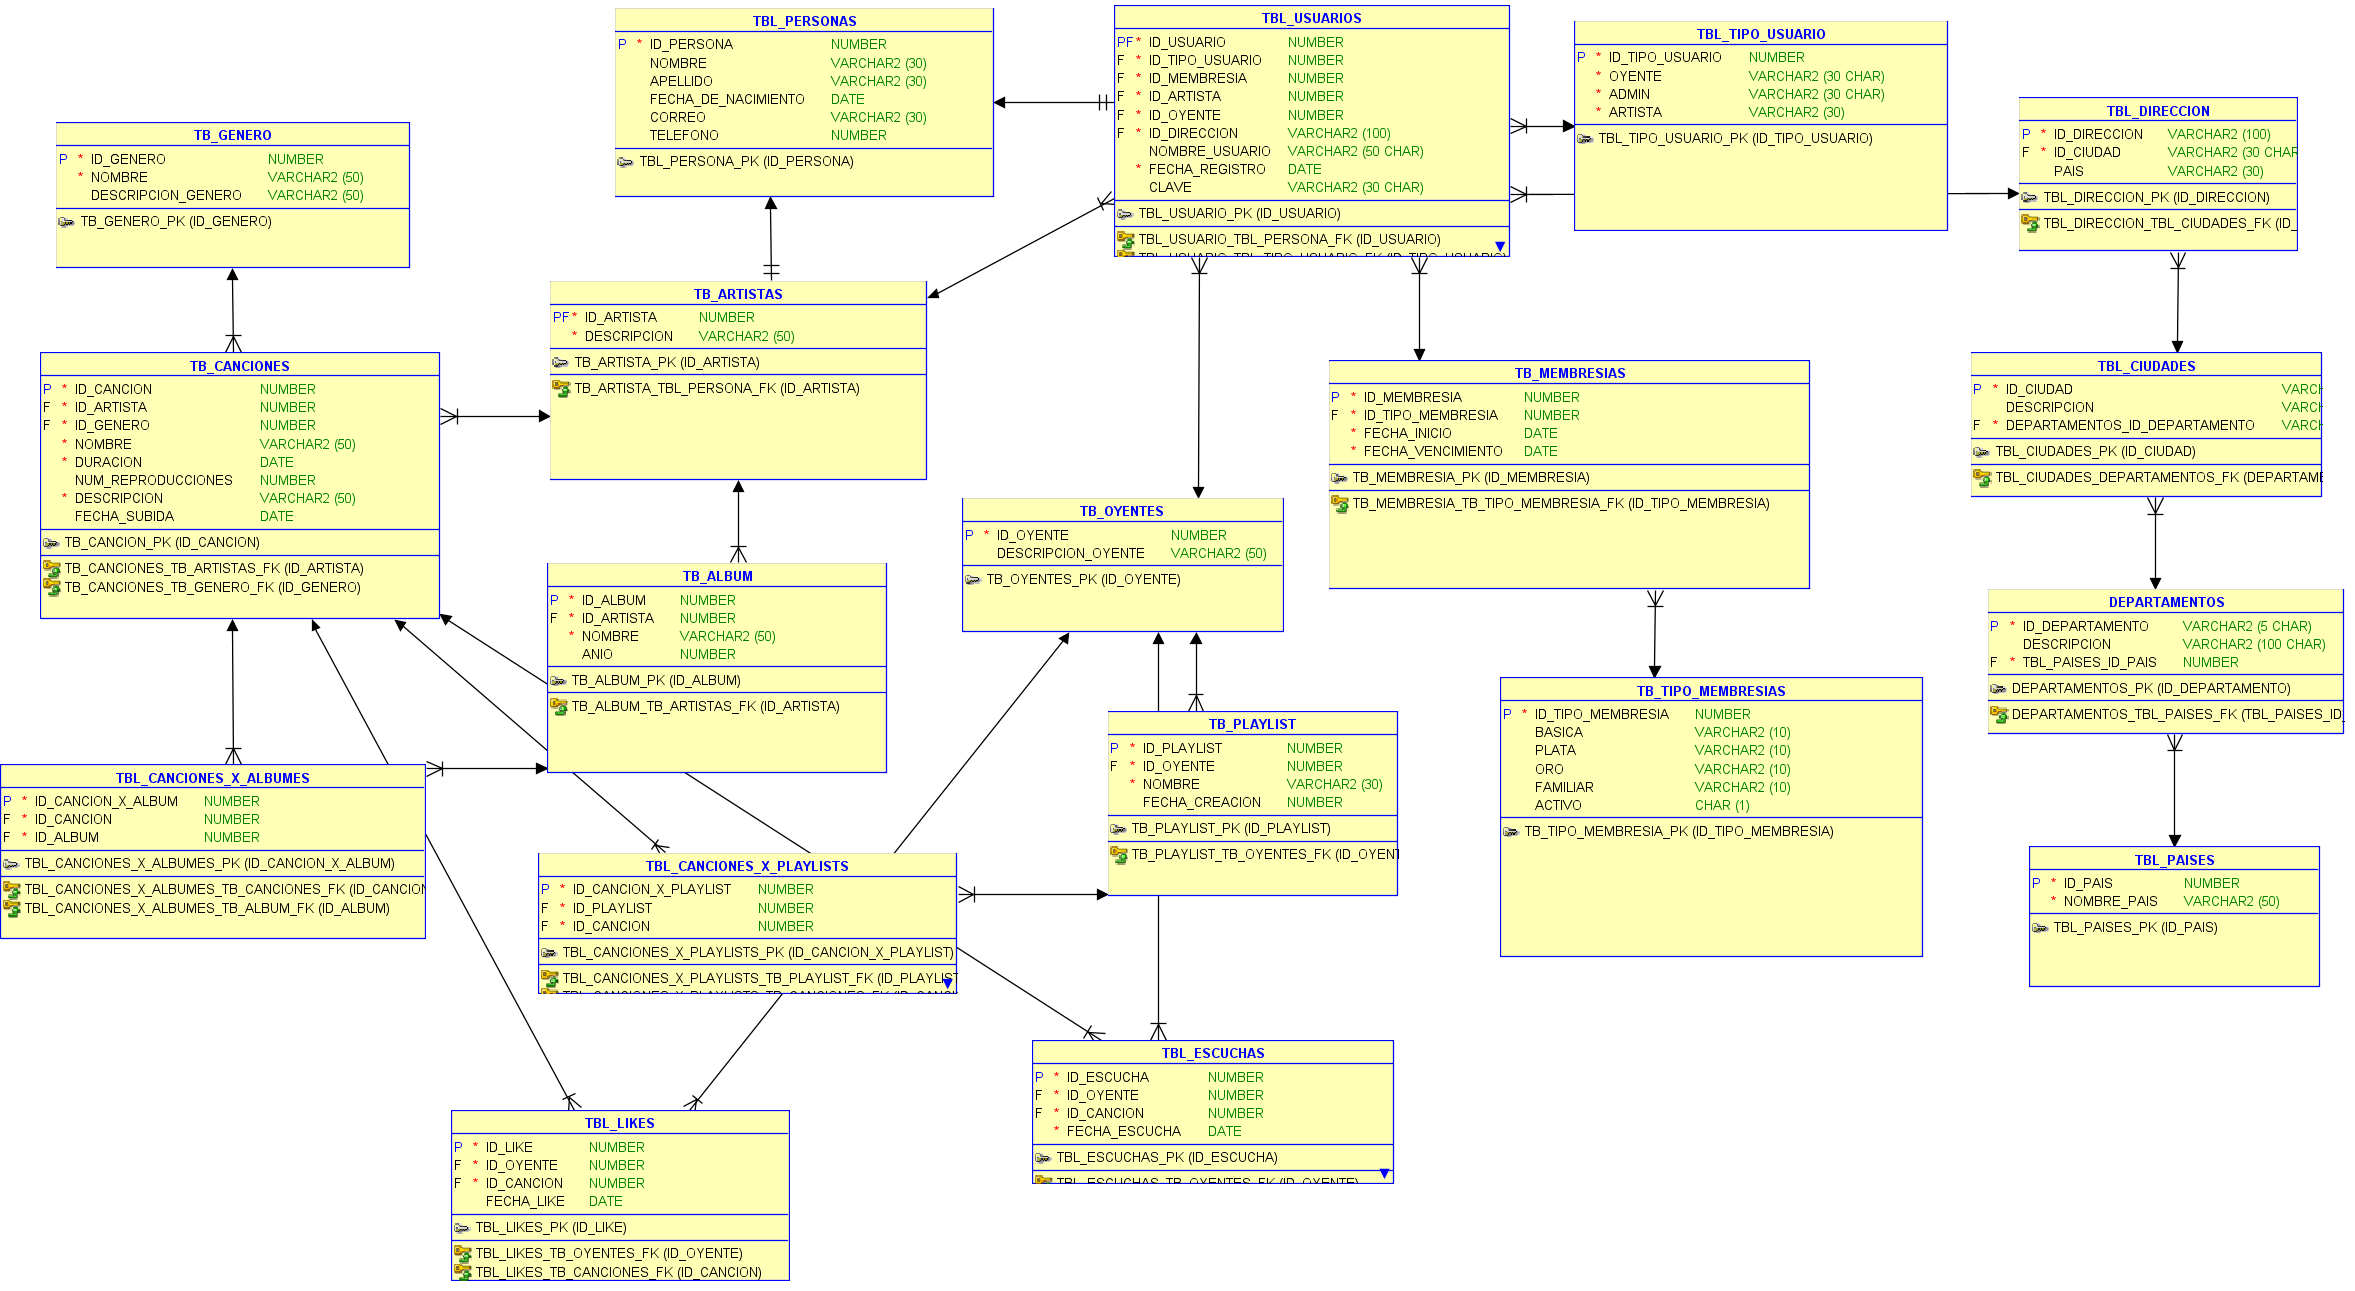 TBL_PERSONAS
P * ID_PERSONA NUMBER
NOMBRE VARCHAR2 (30)
APELLIDO VARCHAR2 (30)
FECHA_DE_NACIMIENTO DATE
CORREO VARCHAR2 (30)
TELEFONO NUMBER
TBL_PERSONA_PK (ID_PERSONA)
TBL_USUARIOS
PF * ID_USUARIO NUMBER
F * ID_TIPO_USUARIO NUMBER
F * ID_MEMBRESIA NUMBER
F * ID_ARTISTA NUMBER
F * ID_OYENTE NUMBER
F * ID_DIRECCION VARCHAR2 (100)
NOMBRE_USUARIO VARCHAR2 (50 CHAR)
* FECHA_REGISTRO DATE
CLAVE VARCHAR2 (30 CHAR)
TBL_USUARIO_PK (ID_USUARIO)
TBL_USUARIO_TBL_PERSONA_FK (ID_USUARIO)
TBL_USUARIO_TBL_TIPO_USUARIO_FK (ID_TIPO_USUARIO)
TBL_TIPO_USUARIO
P * ID_TIPO_USUARIO NUMBER
* OYENTE VARCHAR2 (30 CHAR)
* ADMIN VARCHAR2 (30 CHAR)
* ARTISTA VARCHAR2 (30)
TBL_TIPO_USUARIO_PK (ID_TIPO_USUARIO)
TBL_DIRECCION
P * ID_DIRECCION VARCHAR2 (100)
F * ID_CIUDAD VARCHAR2 (30 CHAR
PAIS VARCHAR2 (30)
TBL_DIRECCION_PK (ID_DIRECCION)
TBL_DIRECCION_TBL_CIUDADES_FK (ID_
TB_GENERO
P * ID_GENERO NUMBER
* NOMBRE VARCHAR2 (50)
DESCRIPCION_GENERO VARCHAR2 (50)
TB_GENERO_PK (ID_GENERO)
TB_ARTISTAS
PF * ID_ARTISTA NUMBER
* DESCRIPCION VARCHAR2 (50)
TB_ARTISTA_PK (ID_ARTISTA)
TB_ARTISTA_TBL_PERSONA_FK (ID_ARTISTA)
TB_CANCIONES
P * ID_CANCION NUMBER
F * ID_ARTISTA NUMBER
F * ID_GENERO NUMBER
* NOMBRE VARCHAR2 (50)
* DURACION DATE
NUM_REPRODUCCIONES NUMBER
* DESCRIPCION VARCHAR2 (50)
FECHA_SUBIDA DATE
TB_CANCION_PK (ID_CANCION)
TB_CANCIONES_TB_ARTISTAS_FK (ID_ARTISTA)
TB_CANCIONES_TB_GENERO_FK (ID_GENERO)
TB_MEMBRESIAS
P * ID_MEMBRESIA NUMBER
F * ID_TIPO_MEMBRESIA NUMBER
* FECHA_INICIO DATE
* FECHA_VENCIMIENTO DATE
TB_MEMBRESIA_PK (ID_MEMBRESIA)
TB_MEMBRESIA_TB_TIPO_MEMBRESIA_FK (ID_TIPO_MEMBRESIA)
TBL_CIUDADES
P * ID_CIUDAD VARCH
DESCRIPCION VARCH
F * DEPARTAMENTOS_ID_DEPARTAMENTO VARCH
TBL_CIUDADES_PK (ID_CIUDAD)
TBL_CIUDADES_DEPARTAMENTOS_FK (DEPARTAME
TB_OYENTES
P * ID_OYENTE NUMBER
DESCRIPCION_OYENTE VARCHAR2 (50)
TB_OYENTES_PK (ID_OYENTE)
TB_ALBUM
P * ID_ALBUM NUMBER
F * ID_ARTISTA NUMBER
* NOMBRE VARCHAR2 (50)
ANIO NUMBER
TB_ALBUM_PK (ID_ALBUM)
TB_ALBUM_TB_ARTISTAS_FK (ID_ARTISTA)
DEPARTAMENTOS
P * ID_DEPARTAMENTO VARCHAR2 (5 CHAR)
DESCRIPCION VARCHAR2 (100 CHAR)
F * TBL_PAISES_ID_PAIS NUMBER
DEPARTAMENTOS_PK (ID_DEPARTAMENTO)
DEPARTAMENTOS_TBL_PAISES_FK (TBL_PAISES_ID_
TB_TIPO_MEMBRESIAS
P * ID_TIPO_MEMBRESIA NUMBER
BASICA VARCHAR2 (10)
PLATA VARCHAR2 (10)
ORO VARCHAR2 (10)
FAMILIAR VARCHAR2 (10)
ACTIVO CHAR (1)
TB_TIPO_MEMBRESIA_PK (ID_TIPO_MEMBRESIA)
TB_PLAYLIST
P * ID_PLAYLIST NUMBER
F * ID_OYENTE NUMBER
* NOMBRE VARCHAR2 (30)
FECHA_CREACION NUMBER
TB_PLAYLIST_PK (ID_PLAYLIST)
TB_PLAYLIST_TB_OYENTES_FK (ID_OYENT
TBL_CANCIONES_X_ALBUMES
P * ID_CANCION_X_ALBUM NUMBER
F * ID_CANCION NUMBER
F * ID_ALBUM NUMBER
TBL_CANCIONES_X_ALBUMES_PK (ID_CANCION_X_ALBUM)
TBL_CANCIONES_X_ALBUMES_TB_CANCIONES_FK (ID_CANCION
TBL_CANCIONES_X_ALBUMES_TB_ALBUM_FK (ID_ALBUM)
TBL_CANCIONES_X_PLAYLISTS
P * ID_CANCION_X_PLAYLIST NUMBER
F * ID_PLAYLIST NUMBER
F * ID_CANCION NUMBER
TBL_CANCIONES_X_PLAYLISTS_PK (ID_CANCION_X_PLAYLIST)
TBL_CANCIONES_X_PLAYLISTS_TB_PLAYLIST_FK (ID_PLAYLIST
TBL_CANCIONES_X_PLAYLISTS_TB_CANCIONES_FK (ID_CANCI
TBL_PAISES
P * ID_PAIS NUMBER
* NOMBRE_PAIS VARCHAR2 (50)
TBL_PAISES_PK (ID_PAIS)
TBL_ESCUCHAS
P * ID_ESCUCHA NUMBER
F * ID_OYENTE NUMBER
F * ID_CANCION NUMBER
* FECHA_ESCUCHA DATE
TBL_ESCUCHAS_PK (ID_ESCUCHA)
TBL_ESCUCHAS_TB_OYENTES_FK (ID_OYENTE)
TBL_LIKES
P * ID_LIKE NUMBER
F * ID_OYENTE NUMBER
F * ID_CANCION NUMBER
FECHA_LIKE DATE
TBL_LIKES_PK (ID_LIKE)
TBL_LIKES_TB_OYENTES_FK (ID_OYENTE)
TBL_LIKES_TB_CANCIONES_FK (ID_CANCION)